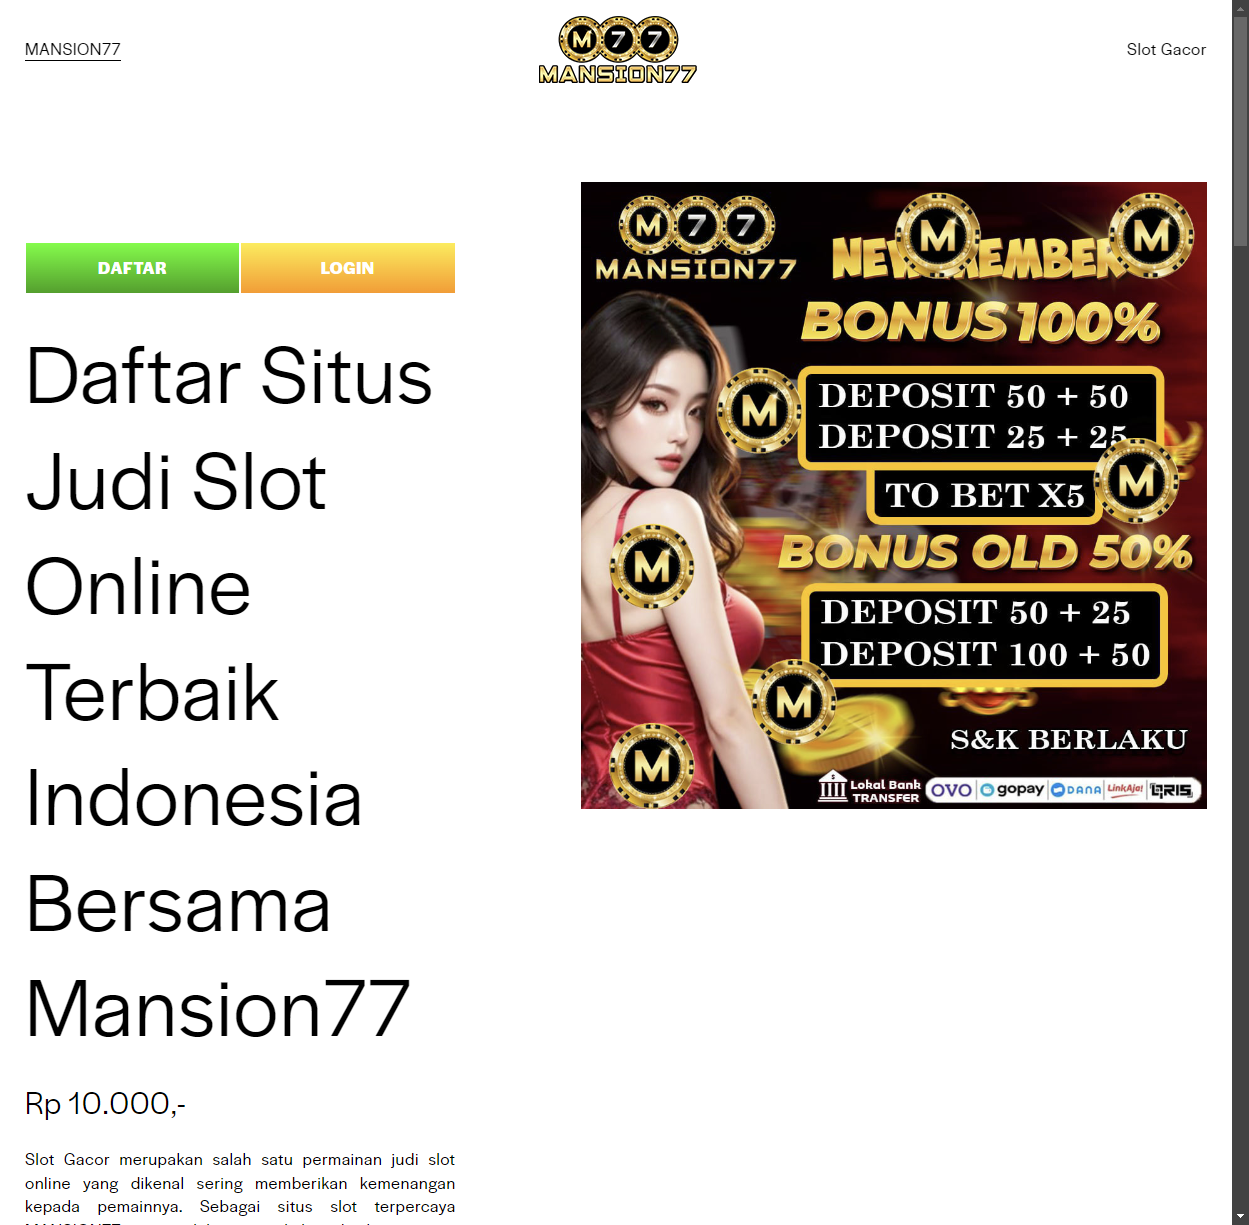 MANSION77
M77
MANSION77
Slot Gacor
DAFTAR
LOGIN
Daftar Situs
Judi Slot
Online
Terbaik
Indonesia
Bersama
Mansion77
Rp 10.000,-
Slot Gacor merupakan salah satu permainan judi slot
online yang dikenal sering memberikan kemenangan
kepada pemainnya. Sebagai situs slot terpercaya
M77
MANSION77
NEW MEMBER
BONUS 100%
DEPOSIT 50 + 50
DEPOSIT 25 + 25
TO BET X5
BONUS OLD 50%
DEPOSIT 50 + 25
DEPOSIT 100 + 50
S&K BERLAKU
Lokal Bank
TRANSFER
OVO
gopay
DANA
LinkAja!
QRIS
M
M
M
M
M
M
M